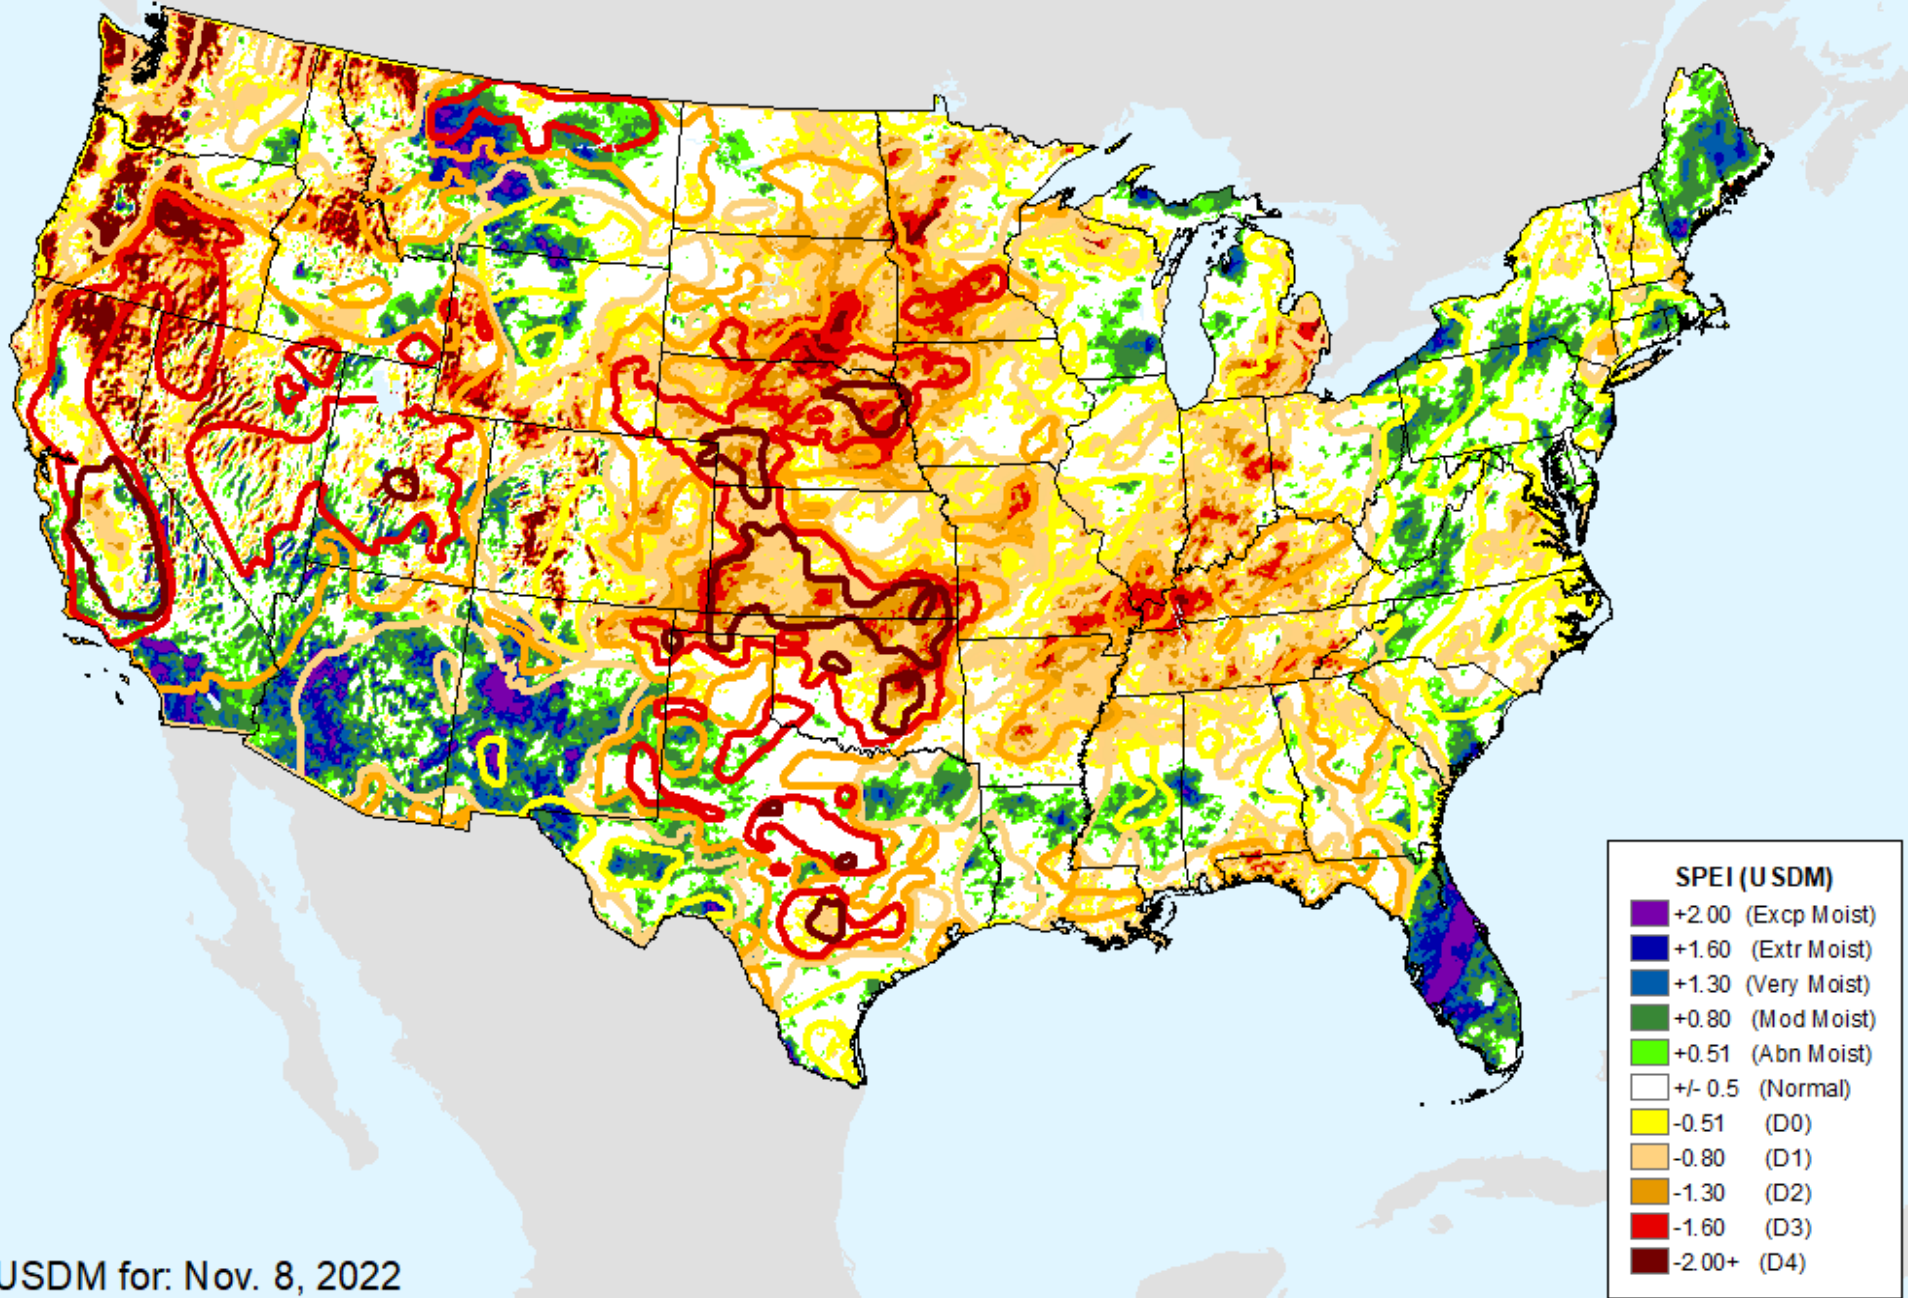 SPEI (USDM)
+2.00 (Excp Moist)
+1.60 (Extr Moist)
+1.30 (Very Moist)
+0.80 (Mod Moist)
+0.51 (Abn Moist)
+/- 0.5 (Normal)
-0.51 (D0)
-0.80 (D1)
-1.30 (D2)
-1.60 (D3)
-2.00+ (D4)
USDM for: Nov. 8, 2022